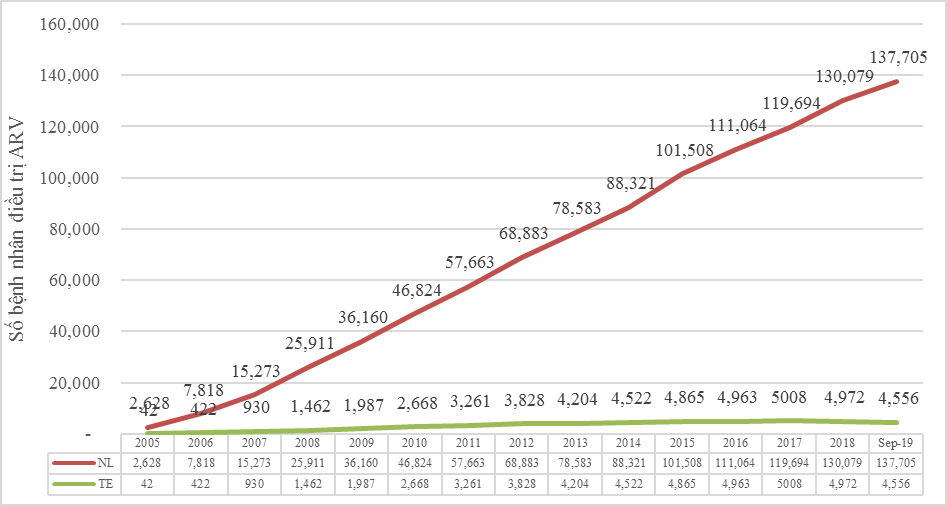 160,000
140,000
120,000
100,000
80,000
60,000
40,000
20,000
-
Số bệnh nhân điều trị ARV
2,628 7,818 15,273 25,911 36,160 46,824 57,663 68,883 78,583 88,321 101,508 111,064 119,694 130,079 137,705
42 422 930 1,462 1,987 2,668 3,261 3,828 4,204 4,522 4,865 4,963 5008 4,972 4,556
2005 2006 2007 2008 2009 2010 2011 2012 2013 2014 2015 2016 2017 2018 Sep-19
NL 2,628 7,818 15,273 25,911 36,160 46,824 57,663 68,883 78,583 88,321 101,508 111,064 119,694 130,079 137,705
TE 42 422 930 1,462 1,987 2,668 3,261 3,828 4,204 4,522 4,865 4,963 5008 4,972 4,556